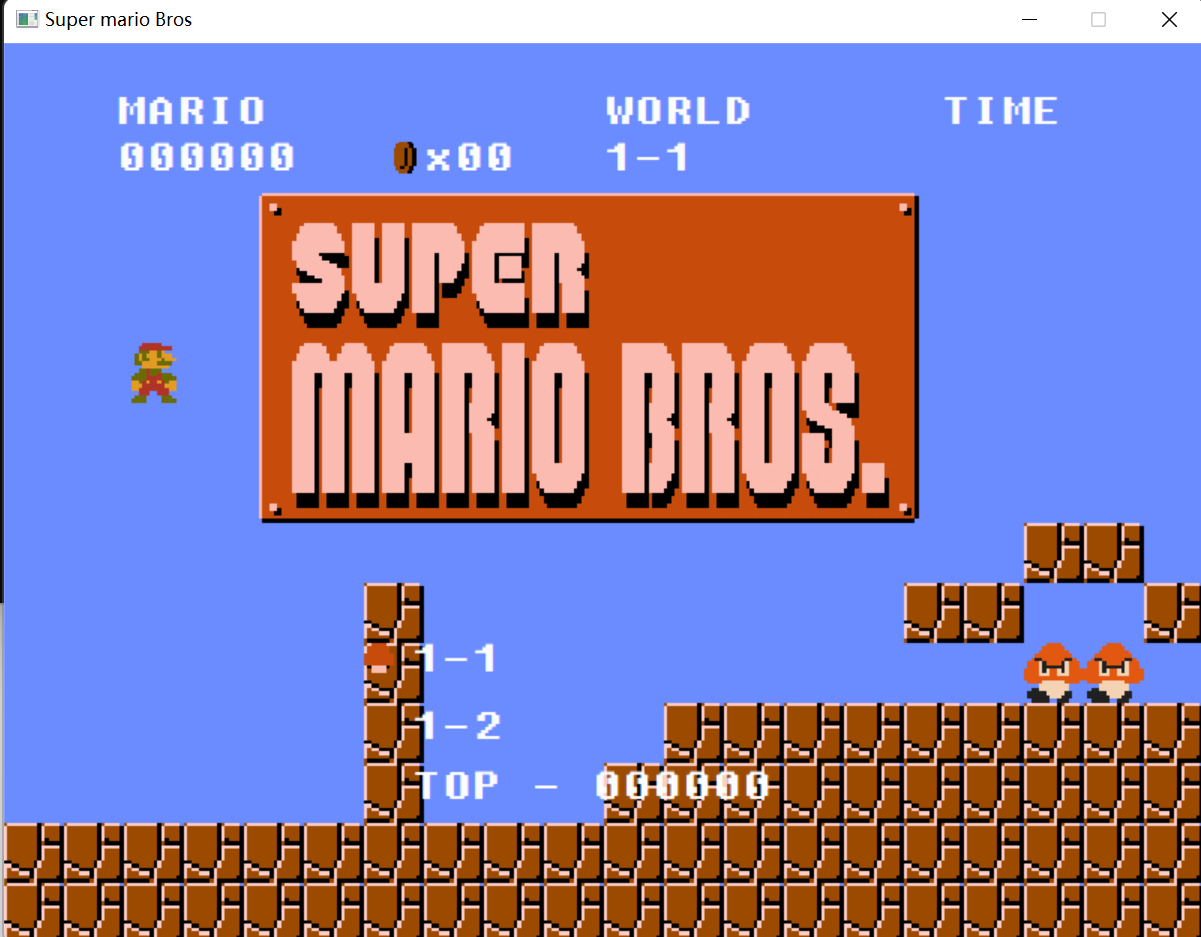 Super mario Bros
MARIO WORLD TIME
000000 x00 1-1
SUPER
MARIO BROS.
1-1
1-2
TOP - 000000